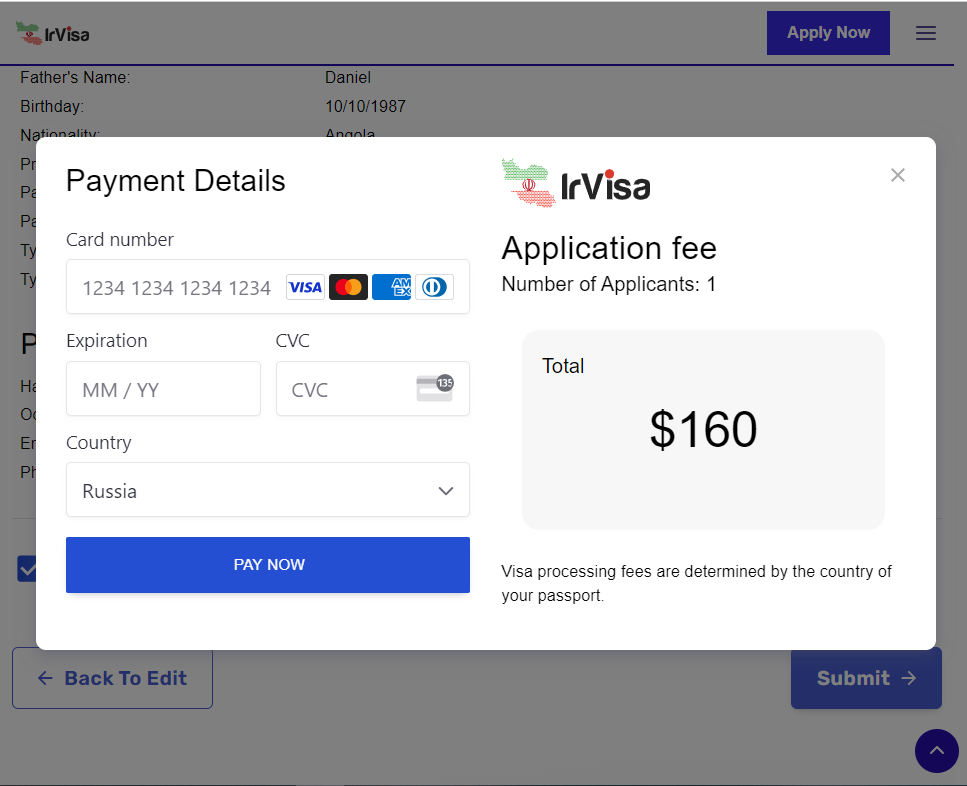 IrVisa
Apply Now
Father's Name: Daniel
Birthday: 10/10/1987
Nationality: Angola
Payment Details
Card number
1234 1234 1234 1234 VISA AMEX
Expiration CVC
MM / YY CVC 135
Country
Russia
PAY NOW
IrVisa
Application fee
Number of Applicants: 1
Total
$160
Visa processing fees are determined by the country of
your passport.
Back To Edit
Submit